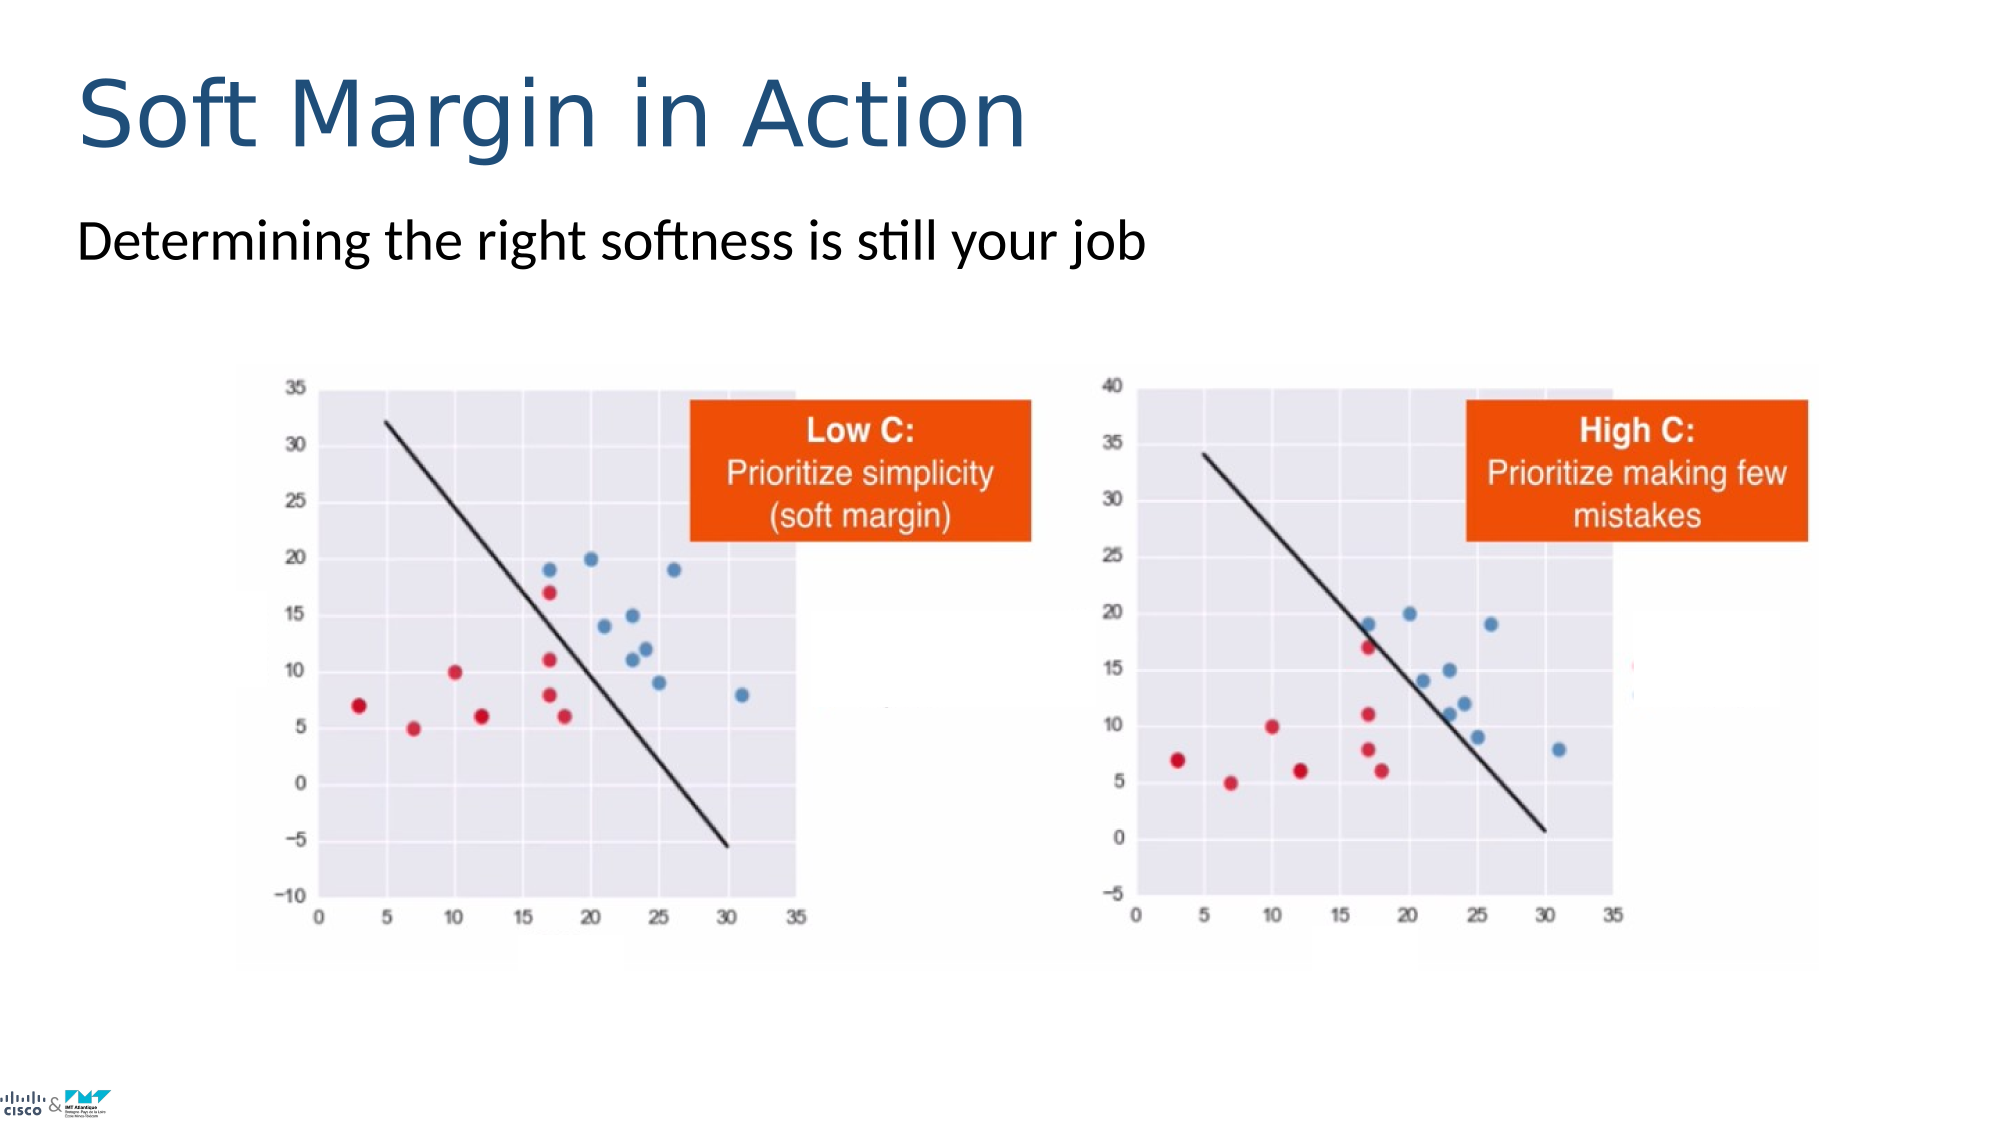 Soft Margin in Action
Determining the right softness is still your job
35
30
25
20
15
10
5
0
−5
−10
0 5 10 15 20 25 30 35
Low C:
Prioritize simplicity
(soft margin)
40
35
30
25
20
15
10
5
0
−5
0 5 10 15 20 25 30 35
High C:
Prioritize making few
mistakes
CISCO & IMT Atlantique